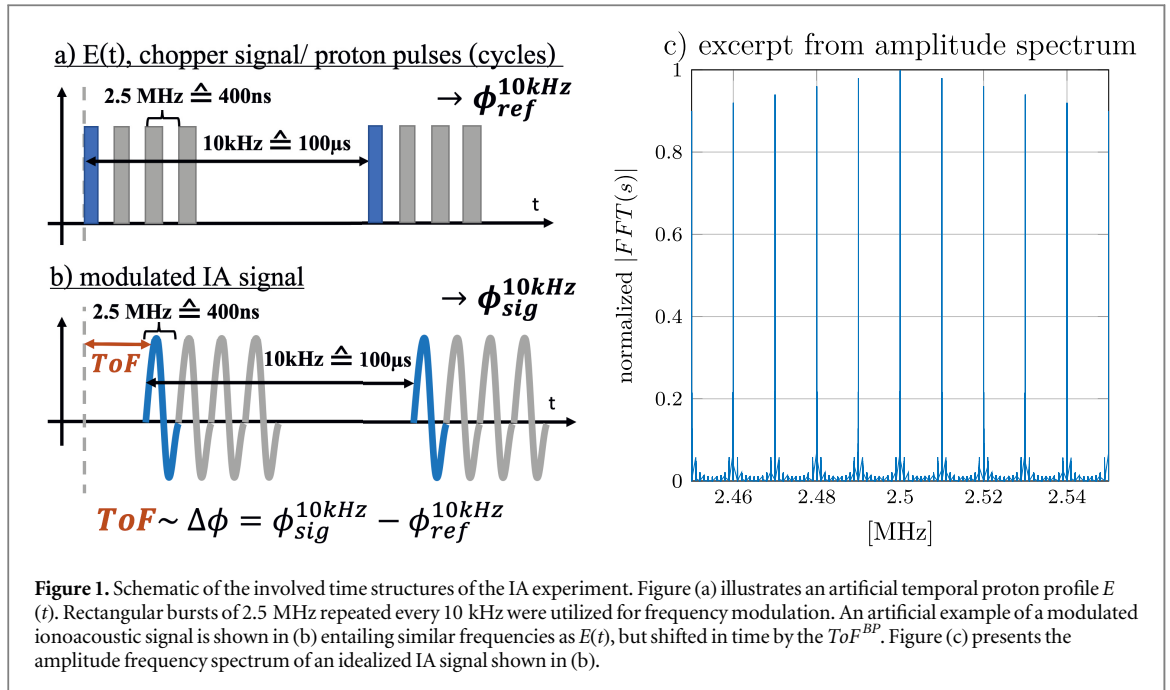 a) E(t), chopper signal/ proton pulses (cycles)
2.5 MHz ≙ 400ns
→ ϕ_ref^10kHz
10kHz ≙ 100µs
t
b) modulated IA signal
→ ϕ_sig^10kHz
2.5 MHz ≙ 400ns
ToF
10kHz ≙ 100µs
t
ToF~ Δϕ = ϕ_sig^10kHz − ϕ_ref^10kHz
c) excerpt from amplitude spectrum
normalized |FFT(s)|
1
0.8
0.6
0.4
0.2
0
2.46 2.48 2.5 2.52 2.54
[MHz]
Figure 1. Schematic of the involved time structures of the IA experiment. Figure (a) illustrates an artificial temporal proton profile E
(t). Rectangular bursts of 2.5 MHz repeated every 10 kHz were utilized for frequency modulation. An artificial example of a modulated
ionoacoustic signal is shown in (b) entailing similar frequencies as E(t), but shifted in time by the ToF^BP. Figure (c) presents the
amplitude frequency spectrum of an idealized IA signal shown in (b).